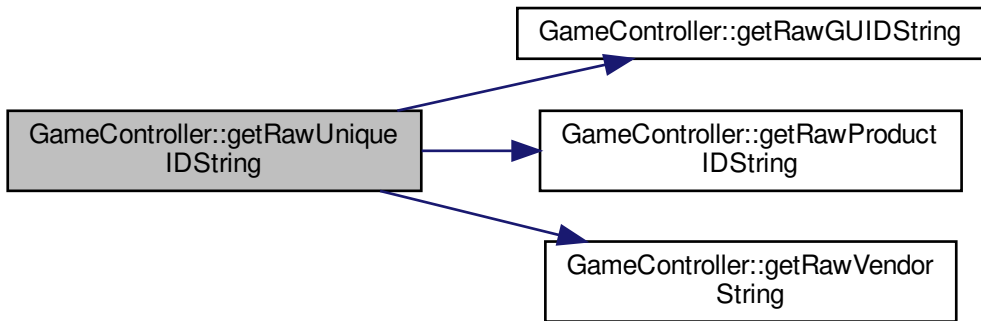 GameController::getRawUnique
IDString
GameController::getRawGUIDString
GameController::getRawProduct
IDString
GameController::getRawVendor
String